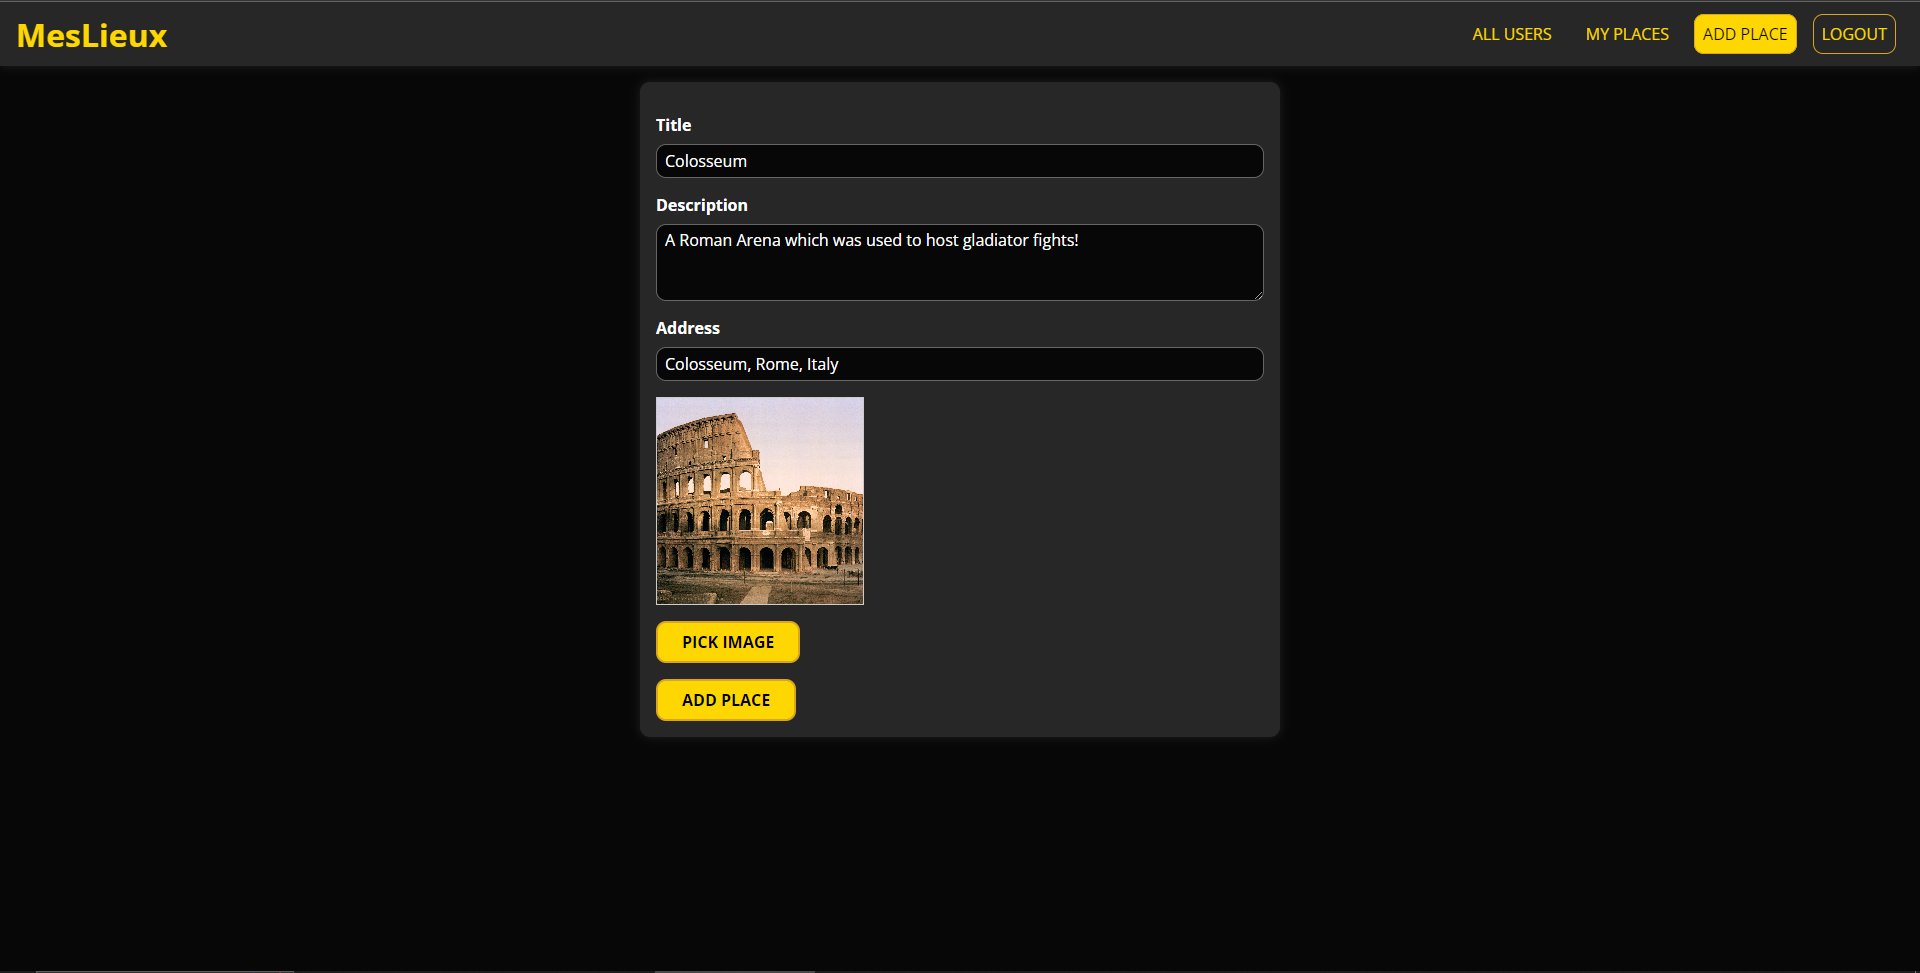 MesLieux
ALL USERS
MY PLACES
ADD PLACE
LOGOUT
Title
Colosseum
Description
A Roman Arena which was used to host gladiator fights!
Address
Colosseum, Rome, Italy
PICK IMAGE
ADD PLACE